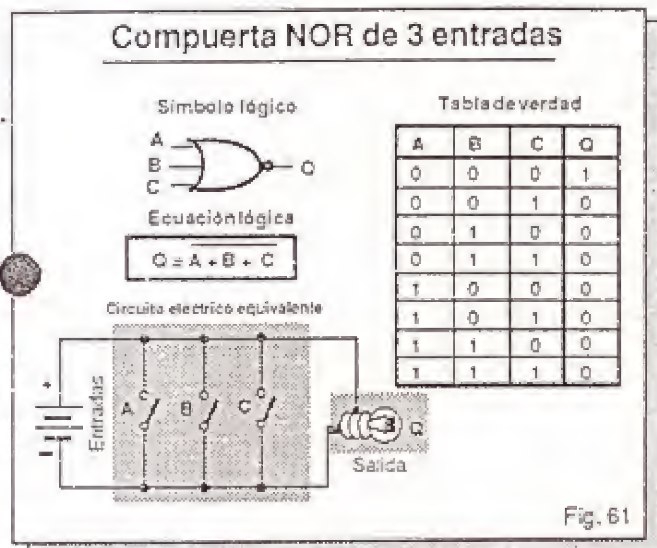 Compuerta NOR de 3 entradas
Símbolo lógico
A
B
C
Q
Ecuación lógica
Q = A + B + C
Tabla de verdad
A B C Q
0 0 0 1
0 0 1 0
0 1 0 0
0 1 1 0
1 0 0 0
1 0 1 0
1 1 0 0
1 1 1 0
Circuito eléctrico equivalente
+
-
Entradas
A
B
C
Q
Salida
Fig. 61